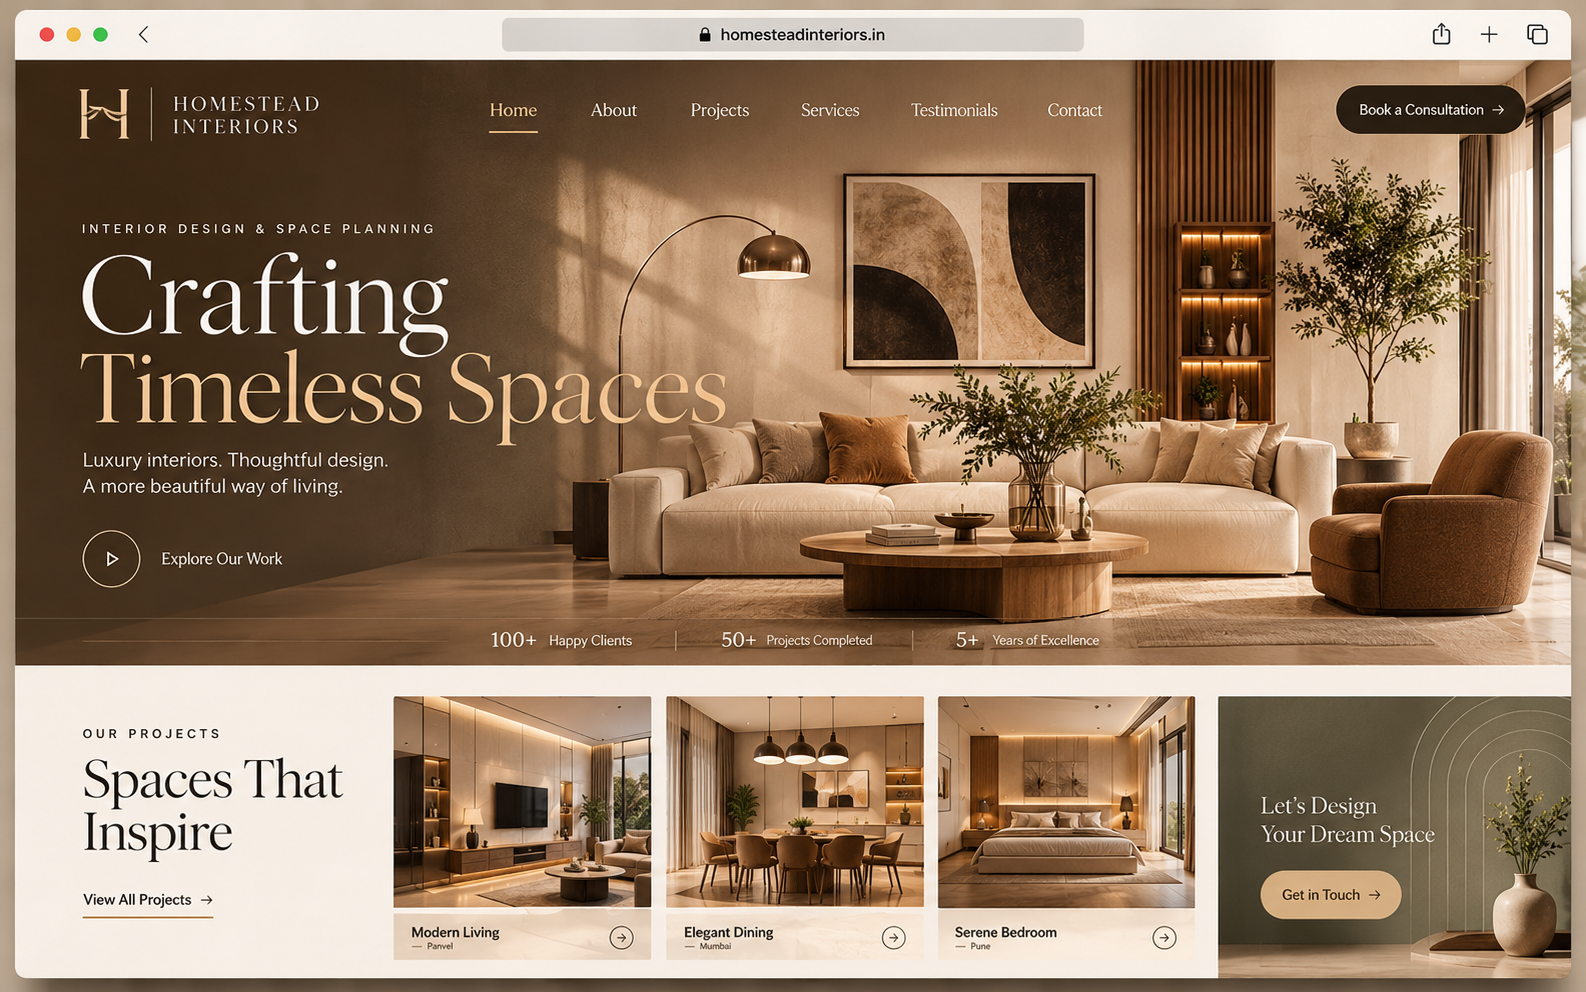 homesteadinteriors.in
HOMESTEAD
INTERIORS
Home
About
Projects
Services
Testimonials
Contact
Book a Consultation →
INTERIOR DESIGN & SPACE PLANNING
Crafting
Timeless Spaces
Luxury interiors. Thoughtful design.
A more beautiful way of living.
Explore Our Work
100+ Happy Clients
50+ Projects Completed
5+ Years of Excellence
OUR PROJECTS
Spaces That
Inspire
View All Projects →
Modern Living
— Panvel
Elegant Dining
— Mumbai
Serene Bedroom
— Pune
Let's Design
Your Dream Space
Get in Touch →